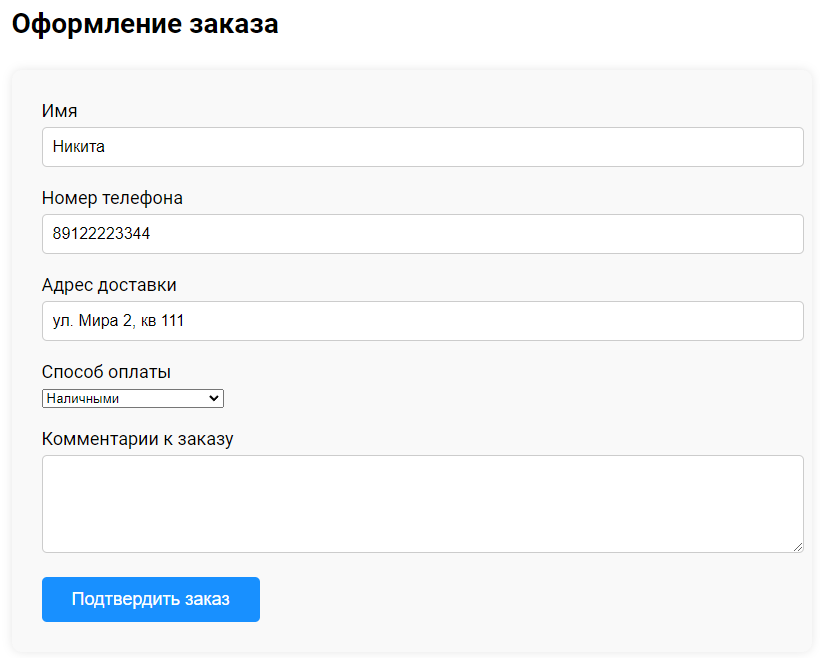 Оформление заказа
Имя
Никита
Номер телефона
89122223344
Адрес доставки
ул. Мира 2, кв 111
Способ оплаты
Наличными
Комментарии к заказу
Подтвердить заказ